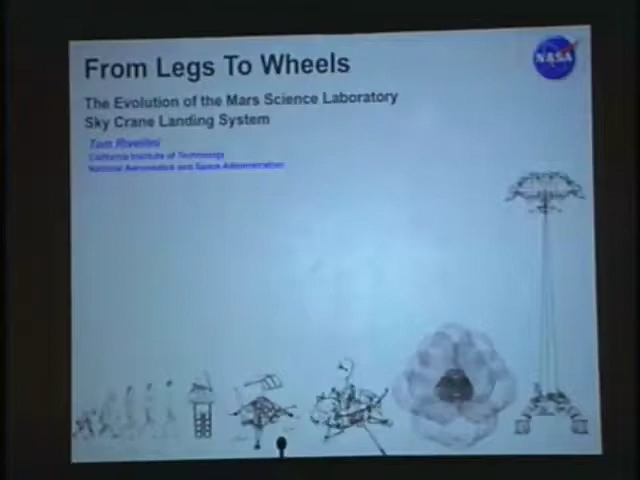 From Legs To Wheels
NASA
The Evolution of the Mars Science Laboratory
Sky Crane Landing System
Tom Rivellini
California Institute of Technology
National Aeronautics and Space Administration